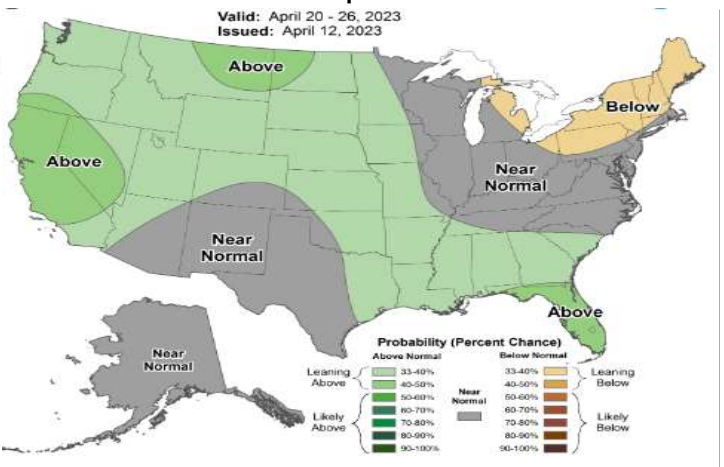 Valid: April 20 - 26, 2023
Issued: April 12, 2023
Above
Below
Above
Near
Normal
Near
Normal
Above
Near
Normal
Probability (Percent Chance)
Above Normal
Below Normal
Leaning
Above
33-40%
40-50%
Likely
Above
50-60%
60-70%
70-80%
80-90%
90-100%
Near
Normal
33-40%
40-50%
Leaning
Below
50-60%
60-70%
70-80%
80-90%
90-100%
Likely
Below